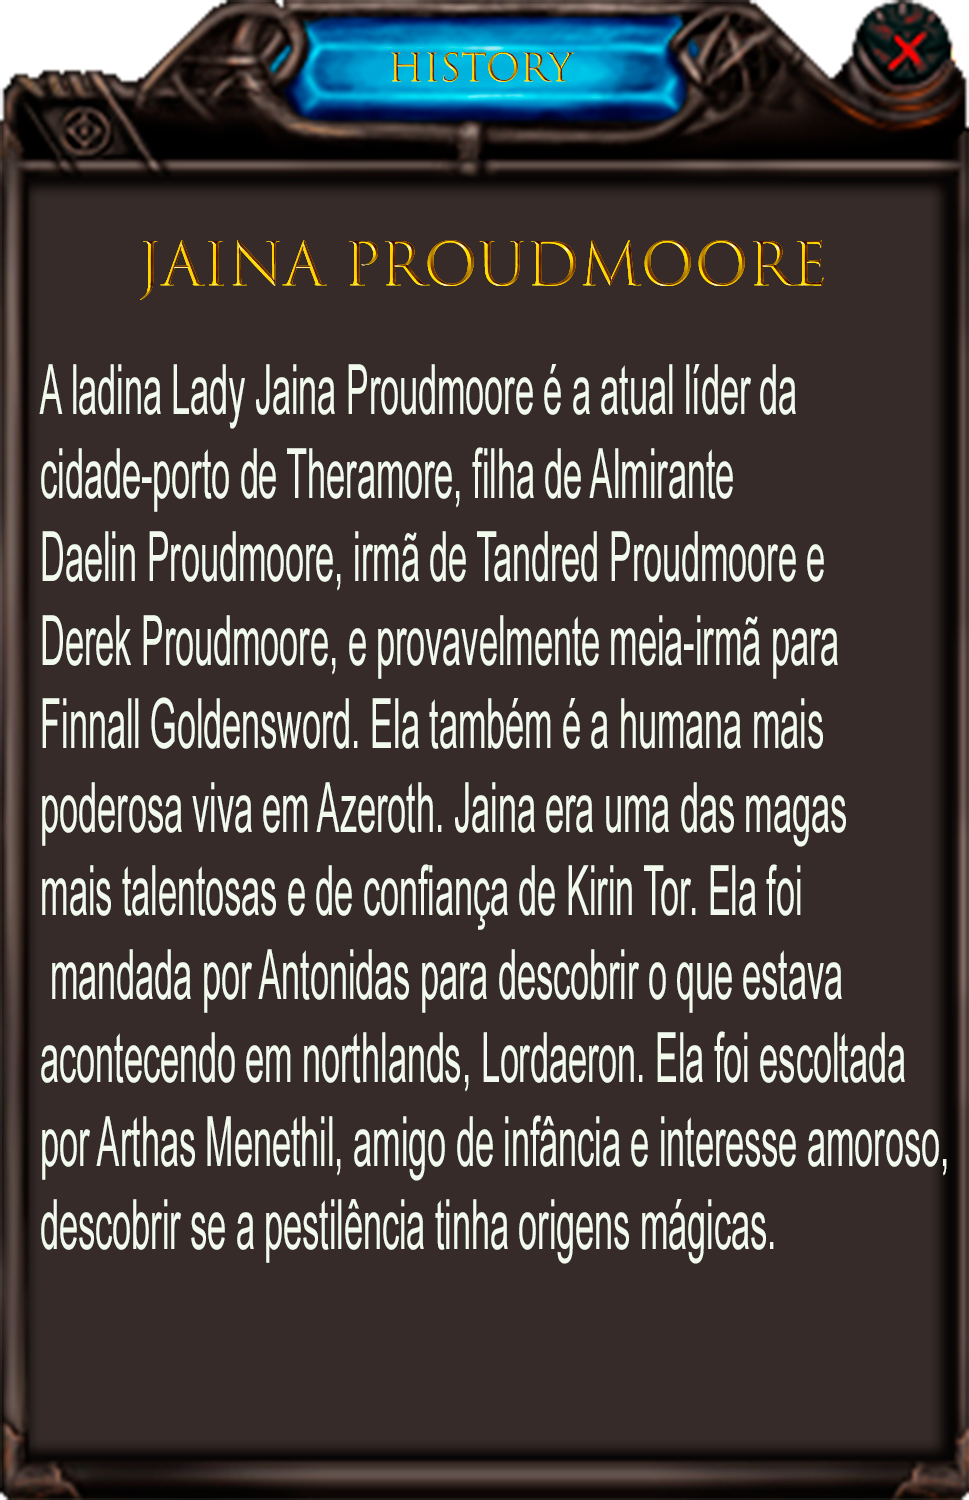 HISTORY
JAINA PROUDMOORE
A ladina Lady Jaina Proudmoore é a atual líder da
cidade-porto de Theramore, filha de Almirante
Daelin Proudmoore, irmã de Tandred Proudmoore e
Derek Proudmoore, e provavelmente meia-irmã para
Finnall Goldensword. Ela também é a humana mais
poderosa viva em Azeroth. Jaina era uma das magas
mais talentosas e de confiança de Kirin Tor. Ela foi
mandada por Antonidas para descobrir o que estava
acontecendo em northlands, Lordaeron. Ela foi escoltada
por Arthas Menethil, amigo de infância e interesse amoroso,
descobrir se a pestilência tinha origens mágicas.